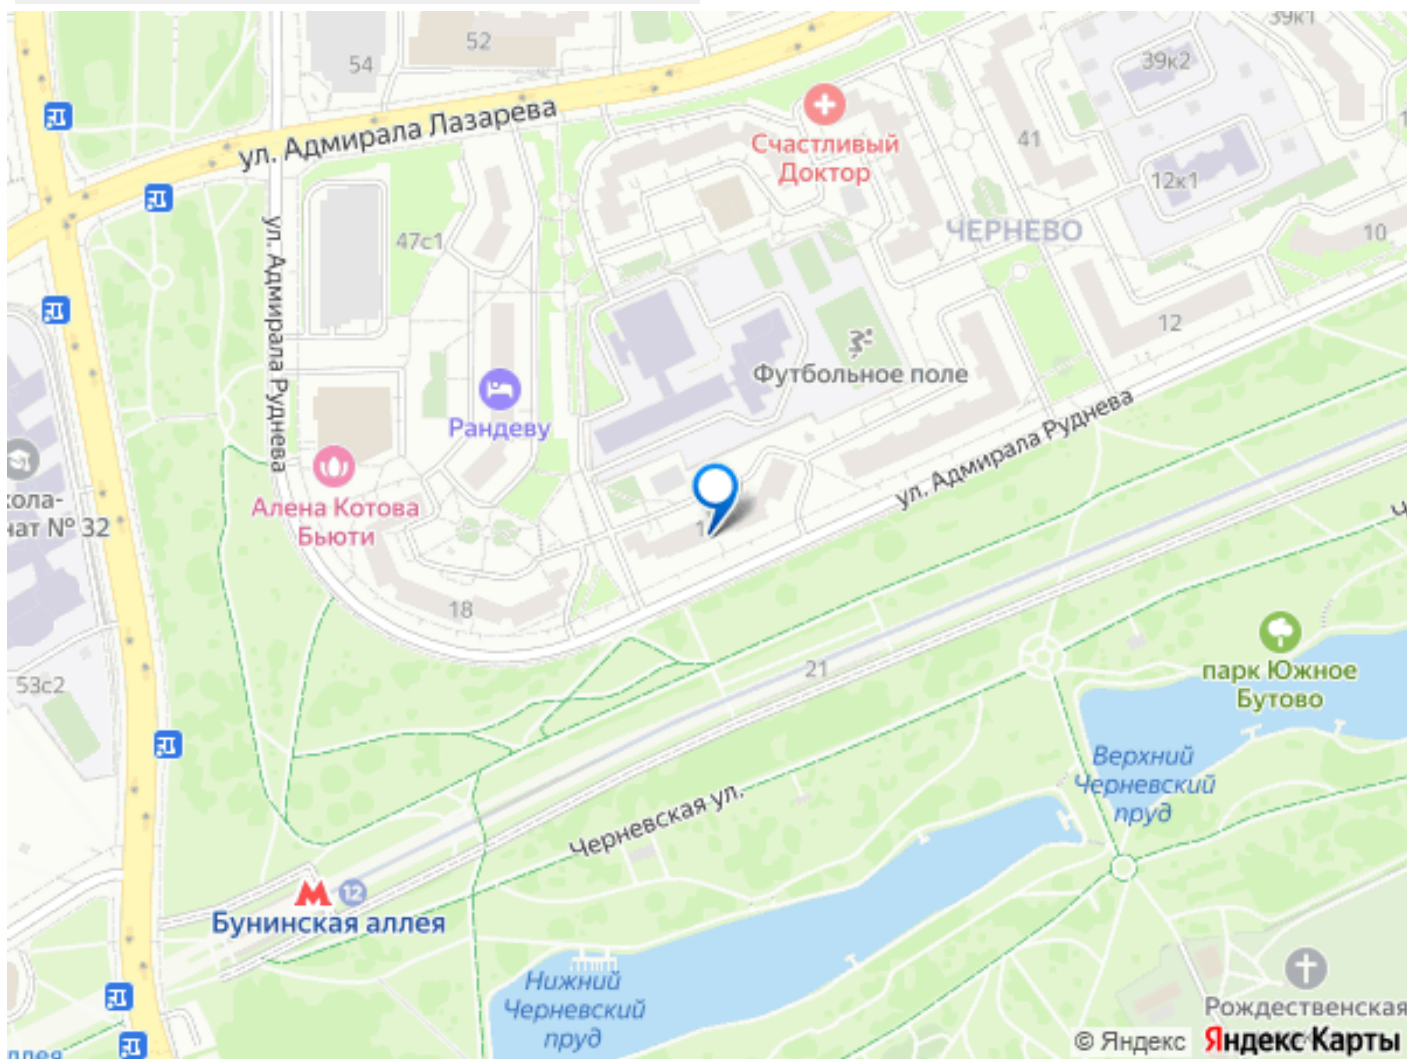 52
54
39к1
39к2
ул. Адмирала Лазарева
Счастливый
Доктор
41
12к1
47с1
ЧЕРНЕВО
10
ул. Адмирала Руднева
12
Футбольное поле
Рандеву
ул. Адмирала Руднева
Алена Котова
Бьюти
№ 32
18
21
парк Южное
Бутово
53с2
Верхний
Черневский
пруд
Черневская ул.
М 12
Бунинская аллея
Нижний
Черневский
пруд
Рождественская
© Яндекс Яндекс Карты